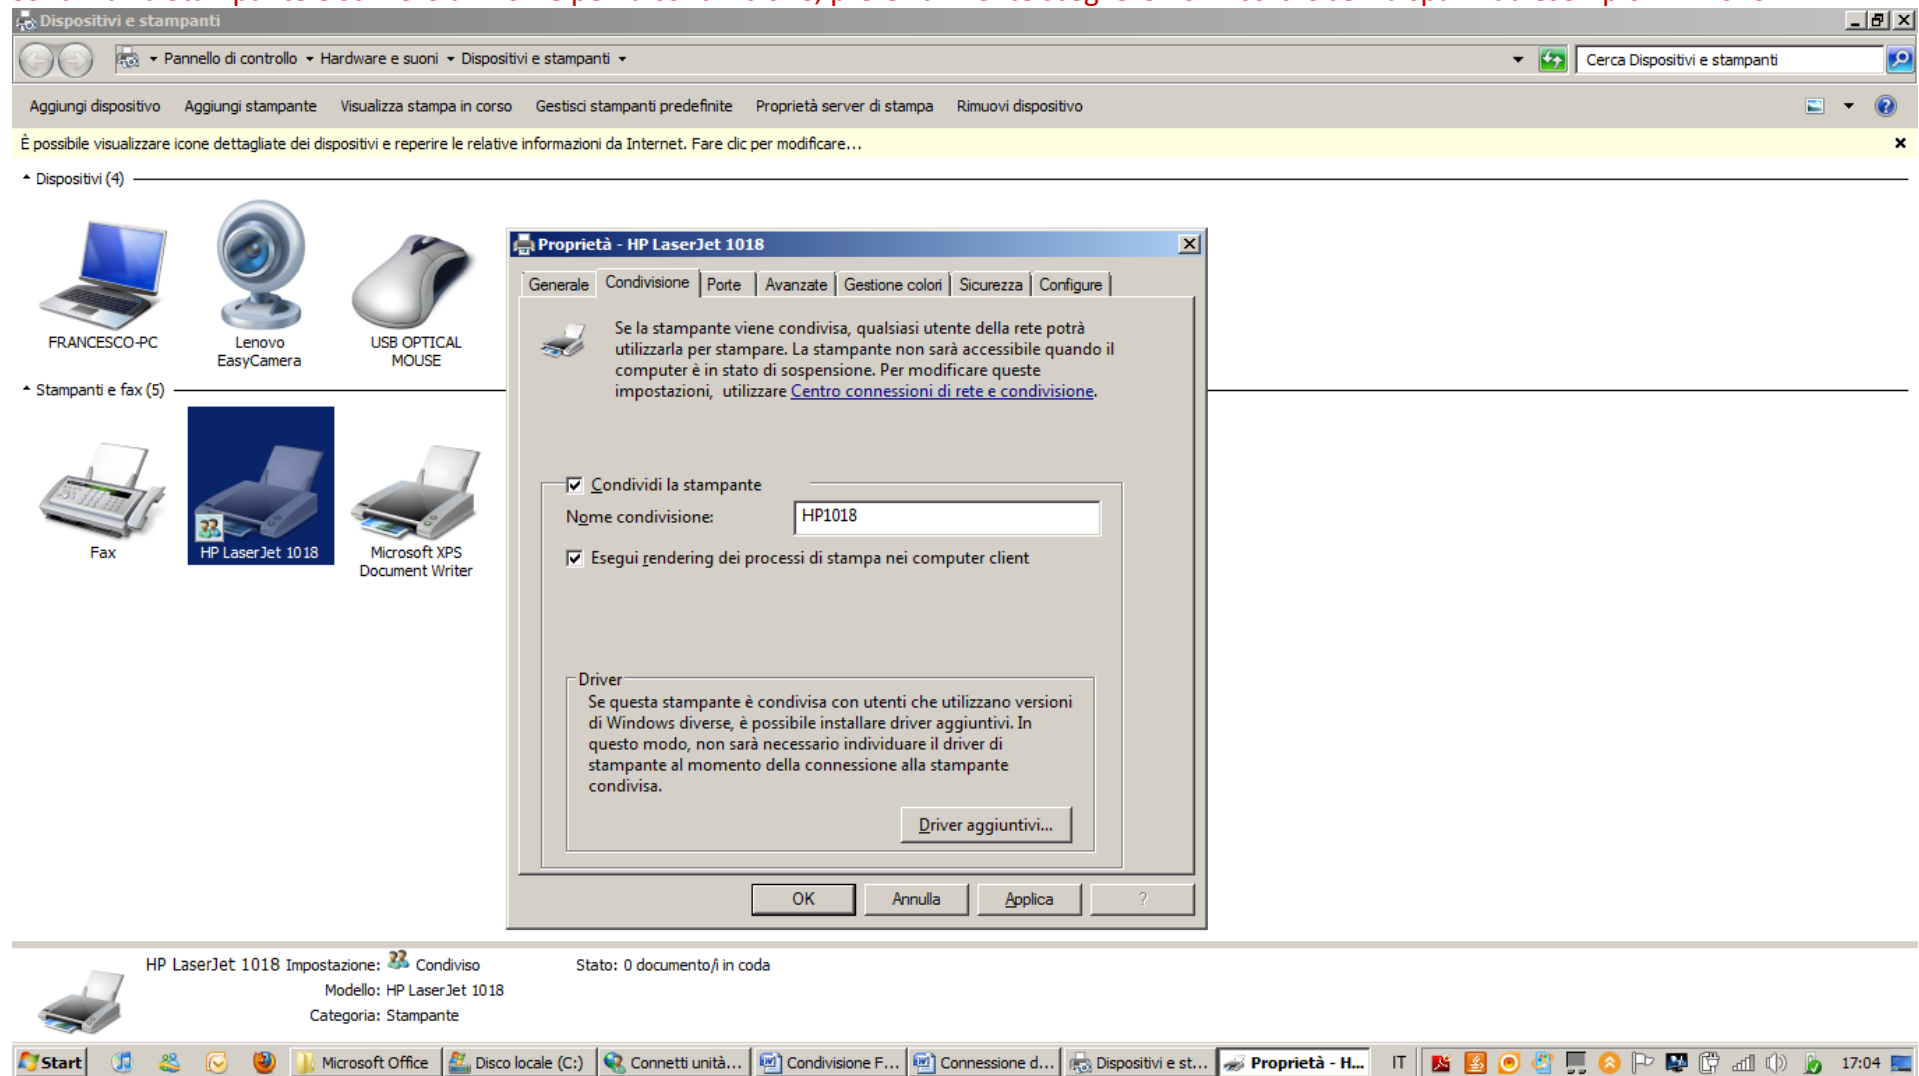 Dispositivi e stampanti
Pannello di controllo Hardware e suoni Dispositivi e stampanti
Cerca Dispositivi e stampanti
Aggiungi dispositivo Aggiungi stampante Visualizza stampa in corso Gestisci stampanti predefinite Proprietà server di stampa Rimuovi dispositivo
È possibile visualizzare icone dettagliate dei dispositivi e reperire le relative informazioni da Internet. Fare clic per modificare...
Dispositivi (4)
FRANCESCO-PC
Lenovo
EasyCamera
USB OPTICAL
MOUSE
Stampanti e fax (5)
Fax
HP LaserJet 1018
Microsoft XPS
Document Writer
Proprietà - HP LaserJet 1018
Generale Condivisione Porte Avanzate Gestione colori Sicurezza Configure
Se la stampante viene condivisa, qualsiasi utente della rete potrà
utilizzarla per stampare. La stampante non sarà accessibile quando il
computer è in stato di sospensione. Per modificare queste
impostazioni, utilizzare Centro connessioni di rete e condivisione.
Condividi la stampante
Nome condivisione: HP1018
Esegui rendering dei processi di stampa nei computer client
Driver
Se questa stampante è condivisa con utenti che utilizzano versioni
di Windows diverse, è possibile installare driver aggiuntivi. In
questo modo, non sarà necessario individuare il driver di
stampante al momento della connessione alla stampante
condivisa.
Driver aggiuntivi...
OK Annulla Applica ?
HP LaserJet 1018 Impostazione: Condiviso Stato: 0 documento/i in coda
Modello: HP LaserJet 1018
Categoria: Stampante
Start Microsoft Office Disco locale (C:) Connetti unità... Condivisione F... Connessione d... Dispositivi e st... Proprietà - H... IT 17:04